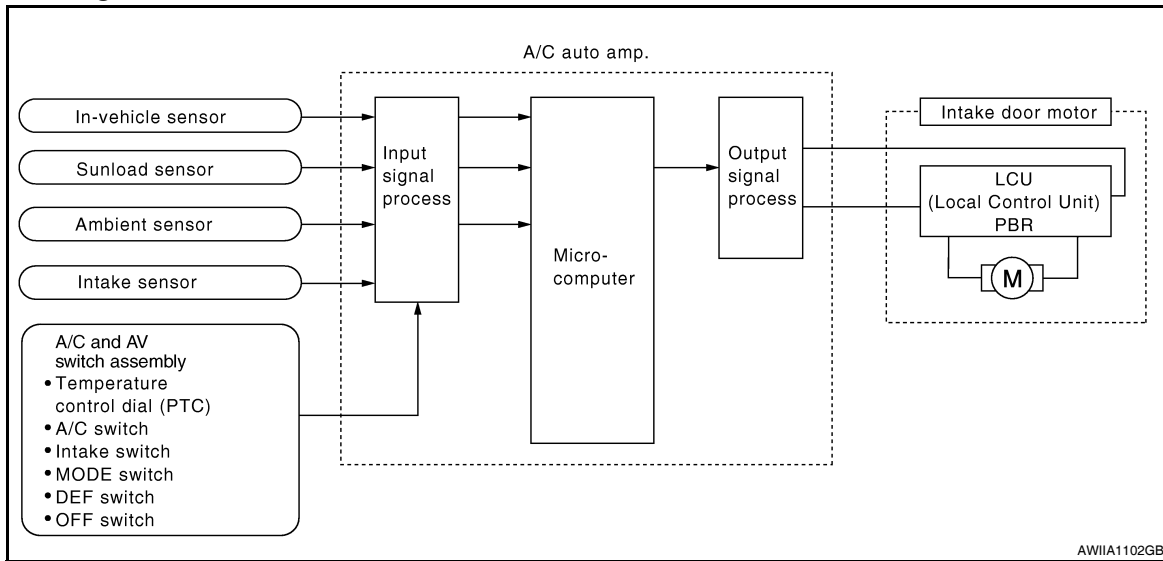 A/C auto amp.
In-vehicle sensor
Sunload sensor
Ambient sensor
Intake sensor
A/C and AV
switch assembly
• Temperature
control dial (PTC)
• A/C switch
• Intake switch
• MODE switch
• DEF switch
• OFF switch
Input
signal
process
Micro-
computer
Output
signal
process
Intake door motor
LCU
(Local Control Unit)
PBR
M
AWIIA1102GB